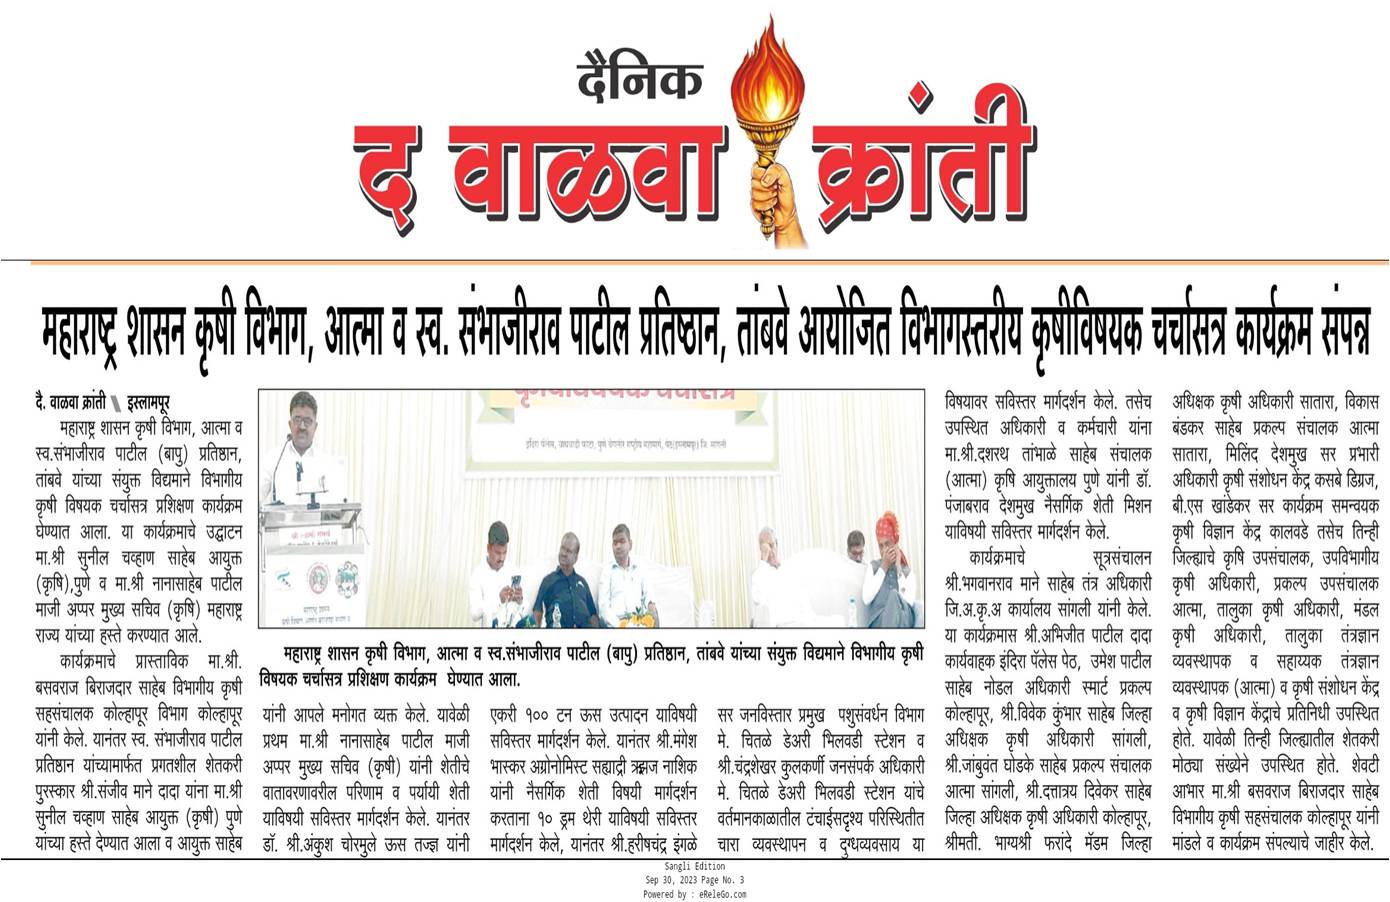 दैनिक
द वाळवा क्रांती
महाराष्ट्र शासन कृषी विभाग, आत्मा व स्व. संभाजीराव पाटील प्रतिष्ठान, तांबवे आयोजित विभागस्तरीय कृषीविषयक चर्चासत्र कार्यक्रम संपन्न
दै. वाळवा क्रांती \\ इस्लामपूर
महाराष्ट्र शासन कृषी विभाग, आत्मा व
स्व.संभाजीराव पाटील (बापु) प्रतिष्ठान,
तांबवे यांच्या संयुक्त विद्यमाने विभागीय
कृषी विषयक चर्चासत्र प्रशिक्षण कार्यक्रम
घेण्यात आला. या कार्यक्रमाचे उद्घाटन
मा.श्री सुनील चव्हाण साहेब आयुक्त
(कृषि),पुणे व मा.श्री नानासाहेब पाटील
माजी अप्पर मुख्य सचिव (कृषि) महाराष्ट्र
राज्य यांच्या हस्ते करण्यात आले.
कार्यक्रमाचे प्रास्ताविक मा.श्री.
बसवराज बिराजदार साहेब विभागीय कृषी
सहसंचालक कोल्हापूर विभाग कोल्हापूर
यांनी केले. यानंतर स्व. संभाजीराव पाटील
प्रतिष्ठान यांच्यामार्फत प्रगतशील शेतकरी
पुरस्कार श्री.संजीव माने दादा यांना मा.श्री
सुनील चव्हाण साहेब आयुक्त (कृषी) पुणे
यांच्या हस्ते देण्यात आला व आयुक्त साहेब
महाराष्ट्र शासन कृषी विभाग, आत्मा व स्व.संभाजीराव पाटील (बापु) प्रतिष्ठान, तांबवे यांच्या संयुक्त विद्यमाने विभागीय कृषी
विषयक चर्चासत्र प्रशिक्षण कार्यक्रम घेण्यात आला.
यांनी आपले मनोगत व्यक्त केले. यावेळी
प्रथम मा.श्री नानासाहेब पाटील माजी
अप्पर मुख्य सचिव (कृषी) यांनी शेतीचे
वातावरणावरील परिणाम व पर्यायी शेती
याविषयी सविस्तर मार्गदर्शन केले. यानंतर
डॉ. श्री.अंकुश चोरमुले ऊस तज्ज्ञ यांनी
एकरी १०० टन ऊस उत्पादन याविषयी
सविस्तर मार्गदर्शन केले. यानंतर श्री.मंगेश
भास्कर अग्रोनोमिस्ट सह्याद्री नाशिक
यांनी नैसर्गिक शेती विषयी मार्गदर्शन
करताना १० ड्रम थेरी याविषयी सविस्तर
मार्गदर्शन केले, यानंतर श्री.हरीषचंद्र इंगळे
सर जनविस्तार प्रमुख पशुसंवर्धन विभाग
मे. चितळे डेअरी भिलवडी स्टेशन व
श्री.चंद्रशेखर कुलकर्णी जनसंपर्क अधिकारी
मे. चितळे डेअरी भिलवडी स्टेशन यांचे
वर्तमानकाळातील टंचाईसदृश्य परिस्थितीत
चारा व्यवस्थापन व दुग्धव्यवसाय या
विषयावर सविस्तर मार्गदर्शन केले. तसेच
उपस्थित अधिकारी व कर्मचारी यांना
मा.श्री.दशरथ तांभाळे साहेब संचालक
(आत्मा) कृषि आयुक्तालय पुणे यांनी डॉ.
पंजाबराव देशमुख नैसर्गिक शेती मिशन
याविषयी सविस्तर मार्गदर्शन केले.
कार्यक्रमाचे सूत्रसंचालन
श्री.भगवानराव माने साहेब तंत्र अधिकारी
जि.अ.कृ.अ कार्यालय सांगली यांनी केले.
या कार्यक्रमास श्री.अभिजीत पाटील दादा
कार्यवाहक इंदिरा पॅलेस पेठ, उमेश पाटील
साहेब नोडल अधिकारी स्मार्ट प्रकल्प
कोल्हापूर, श्री.विवेक कुंभार साहेब जिल्हा
अधिक्षक कृषी अधिकारी सांगली,
श्री.जांबुवंत घोडके साहेब प्रकल्प संचालक
आत्मा सांगली, श्री.दत्तात्रय दिवेकर साहेब
जिल्हा अधिक्षक कृषी अधिकारी कोल्हापूर,
श्रीमती. भाग्यश्री फरांदे मॅडम जिल्हा
अधिक्षक कृषी अधिकारी सातारा, विकास
बंडकर साहेब प्रकल्प संचालक आत्मा
सातारा, मिलिंद देशमुख सर प्रभारी
अधिकारी कृषी संशोधन केंद्र कसबे डिग्रज,
बी.एस खांडेकर सर कार्यक्रम समन्वयक
कृषी विज्ञान केंद्र कालवडे तसेच तिन्ही
जिल्ह्याचे कृषि उपसंचालक, उपविभागीय
कृषी अधिकारी, प्रकल्प उपसंचालक
आत्मा, तालुका कृषी अधिकारी, मंडल
कृषी अधिकारी, तालुका तंत्रज्ञान
व्यवस्थापक व सहाय्यक तंत्रज्ञान
व्यवस्थापक (आत्मा) व कृषी संशोधन केंद्र
व कृषी विज्ञान केंद्राचे प्रतिनिधी उपस्थित
होते. यावेळी तिन्ही जिल्ह्यातील शेतकरी
मोठ्या संख्येने उपस्थित होते. शेवटी
आभार मा.श्री बसवराज बिराजदार साहेब
विभागीय कृषी सहसंचालक कोल्हापूर यांनी
मांडले व कार्यक्रम संपल्याचे जाहीर केले.
Sangli Edition
Sep 30, 2023 Page No. 3
Powered by : eReleGo.com